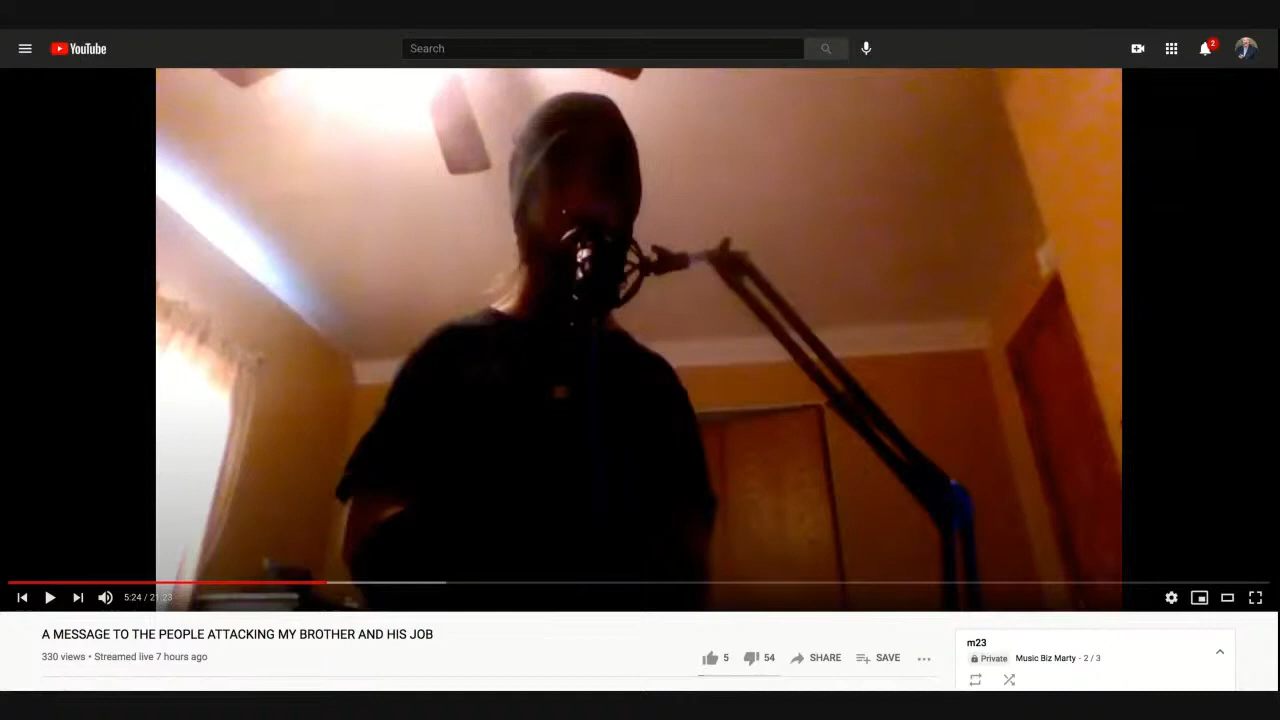 YouTube
Search
2
5:24 / 21:23
A MESSAGE TO THE PEOPLE ATTACKING MY BROTHER AND HIS JOB
330 views • Streamed live 7 hours ago
5
54
SHARE
SAVE
m23
Private
Music Biz Marty - 2 / 3